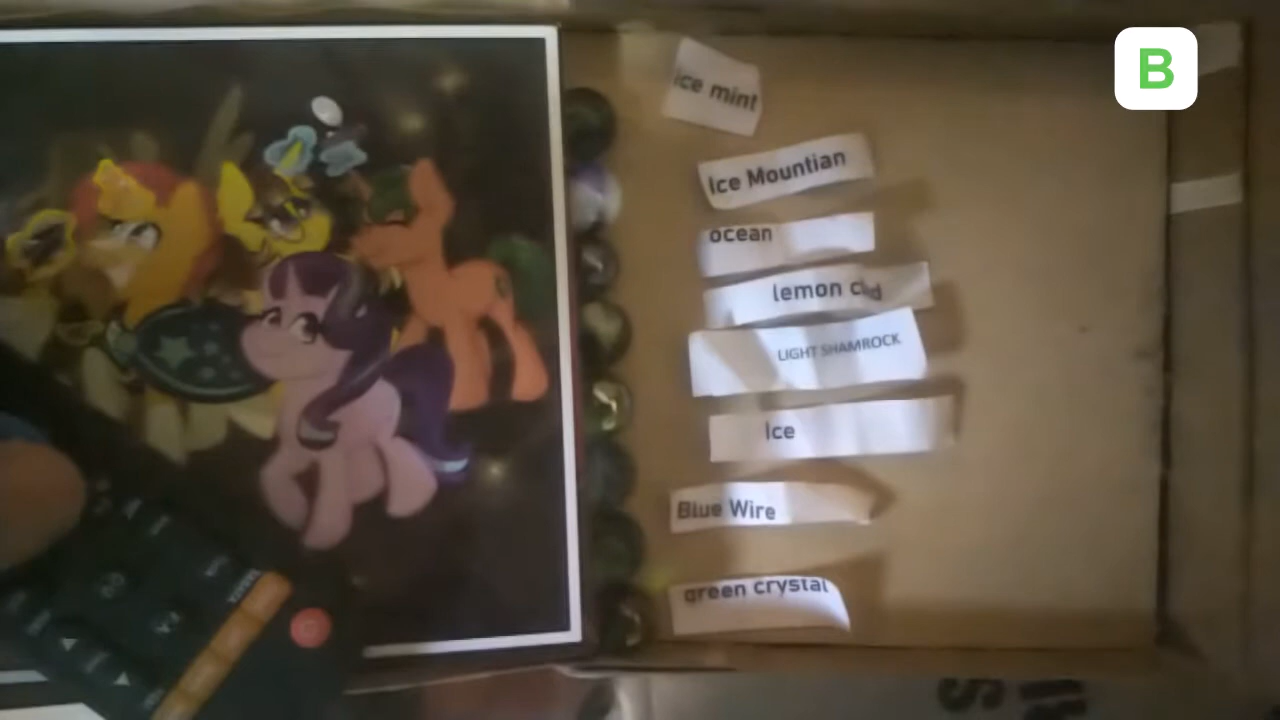 B
ice mint
Ice Mountian
ocean
lemon
LIGHT SHAMROCK
Ice
Blue Wire
green crystal